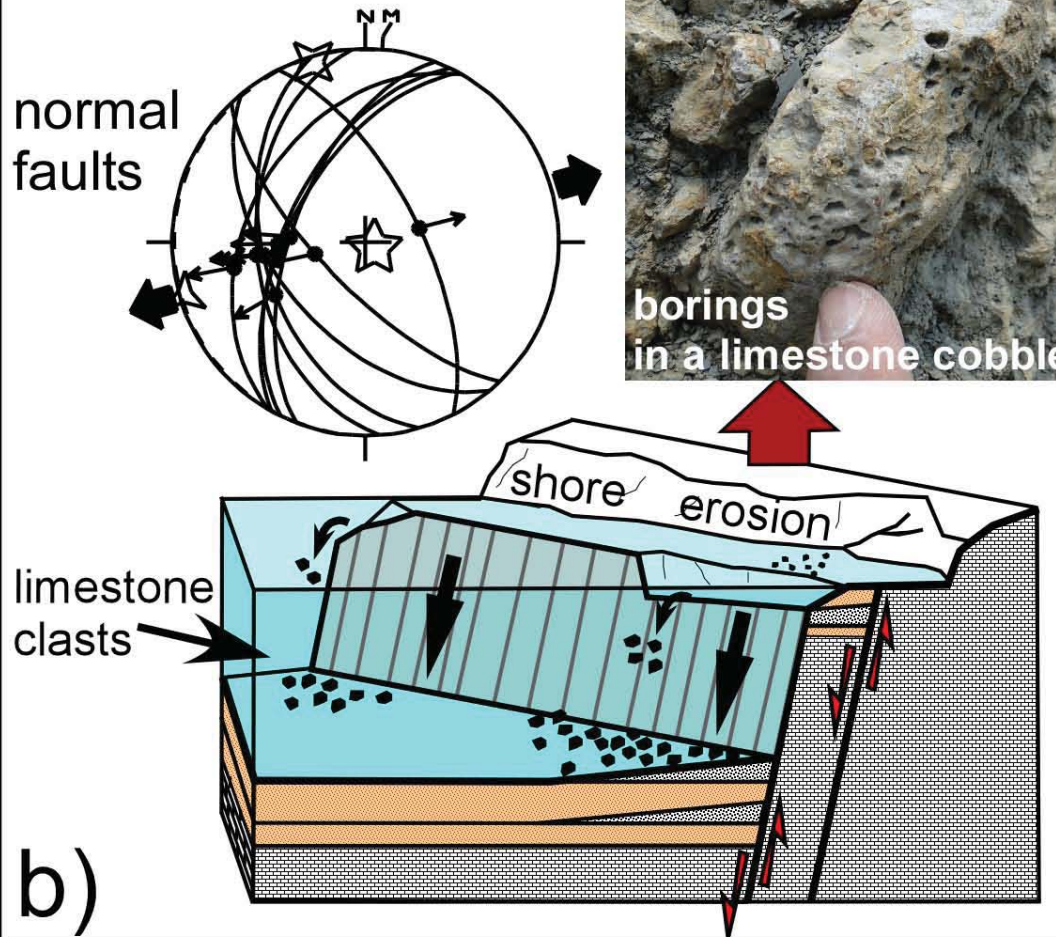 N M
normal
faults
borings
in a limestone cobble
shore erosion
limestone
clasts
b)